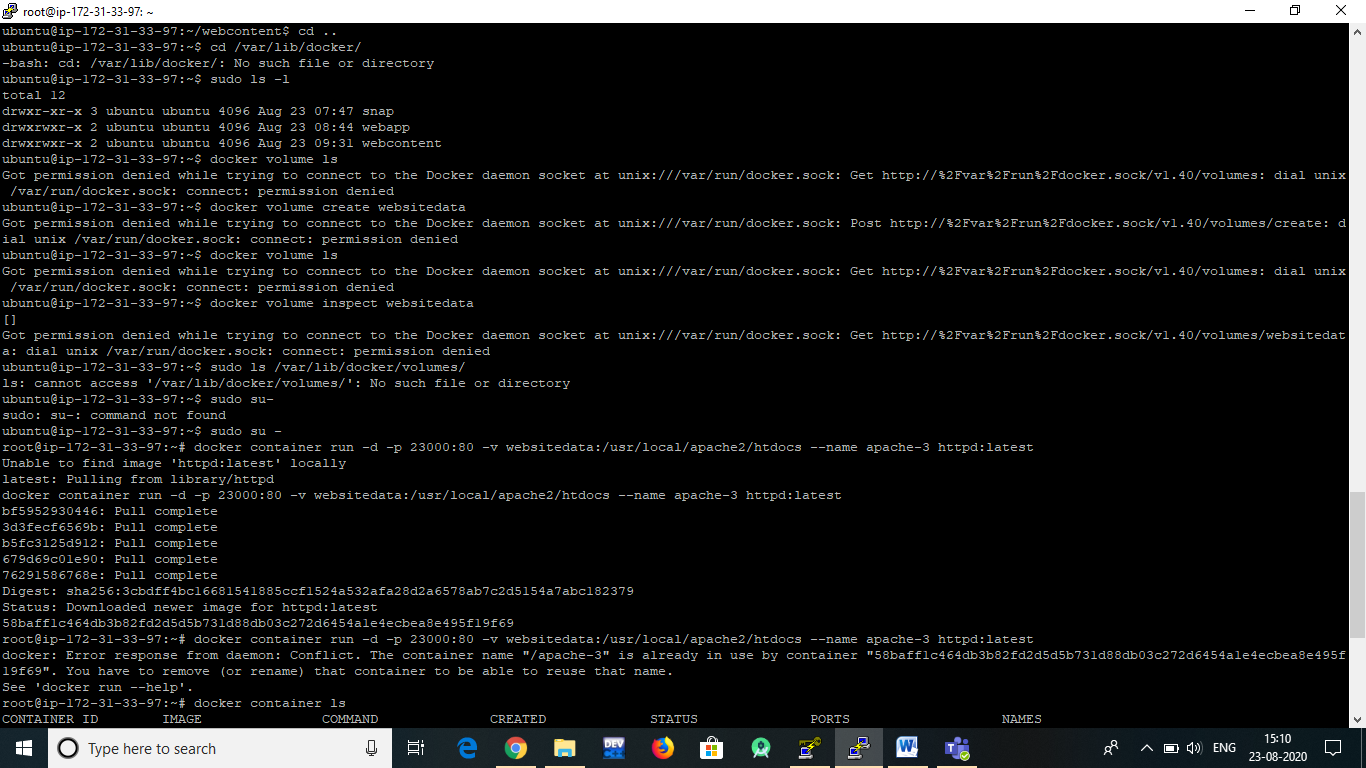 root@ip-172-31-33-97: ~
ubuntu@ip-172-31-33-97:~/webcontent$ cd ..
ubuntu@ip-172-31-33-97:~$ cd /var/lib/docker/
-bash: cd: /var/lib/docker/: No such file or directory
ubuntu@ip-172-31-33-97:~$ sudo ls -l
total 12
drwxr-xr-x 3 ubuntu ubuntu 4096 Aug 23 07:47 snap
drwxrwxr-x 2 ubuntu ubuntu 4096 Aug 23 08:44 webapp
drwxrwxr-x 2 ubuntu ubuntu 4096 Aug 23 09:31 webcontent
ubuntu@ip-172-31-33-97:~$ docker volume ls
Got permission denied while trying to connect to the Docker daemon socket at unix:///var/run/docker.sock: Get http://%2Fvar%2Frun%2Fdocker.sock/v1.40/volumes: dial unix
 /var/run/docker.sock: connect: permission denied
ubuntu@ip-172-31-33-97:~$ docker volume create websitedata
Got permission denied while trying to connect to the Docker daemon socket at unix:///var/run/docker.sock: Post http://%2Fvar%2Frun%2Fdocker.sock/v1.40/volumes/create: d
ial unix /var/run/docker.sock: connect: permission denied
ubuntu@ip-172-31-33-97:~$ docker volume ls
Got permission denied while trying to connect to the Docker daemon socket at unix:///var/run/docker.sock: Get http://%2Fvar%2Frun%2Fdocker.sock/v1.40/volumes: dial unix
 /var/run/docker.sock: connect: permission denied
ubuntu@ip-172-31-33-97:~$ docker volume inspect websitedata
[]
Got permission denied while trying to connect to the Docker daemon socket at unix:///var/run/docker.sock: Get http://%2Fvar%2Frun%2Fdocker.sock/v1.40/volumes/websitedat
a: dial unix /var/run/docker.sock: connect: permission denied
ubuntu@ip-172-31-33-97:~$ sudo ls /var/lib/docker/volumes/
ls: cannot access '/var/lib/docker/volumes/': No such file or directory
ubuntu@ip-172-31-33-97:~$ sudo su-
sudo: su-: command not found
ubuntu@ip-172-31-33-97:~$ sudo su -
root@ip-172-31-33-97:~# docker container run -d -p 23000:80 -v websitedata:/usr/local/apache2/htdocs --name apache-3 httpd:latest
Unable to find image 'httpd:latest' locally
latest: Pulling from library/httpd
docker container run -d -p 23000:80 -v websitedata:/usr/local/apache2/htdocs --name apache-3 httpd:latest
bf5952930446: Pull complete
3d3fecf6569b: Pull complete
b5fc3125d912: Pull complete
679d69c01e90: Pull complete
76291586768e: Pull complete
Digest: sha256:3cbdff4bc16681541885ccf1524a532afa28d2a6578ab7c2d5154a7abc182379
Status: Downloaded newer image for httpd:latest
58baff1c464db3b82fd2d5d5b731d88db03c272d6454a1e4ecbea8e495f19f69
root@ip-172-31-33-97:~# docker container run -d -p 23000:80 -v websitedata:/usr/local/apache2/htdocs --name apache-3 httpd:latest
docker: Error response from daemon: Conflict. The container name "/apache-3" is already in use by container "58baff1c464db3b82fd2d5d5b731d88db03c272d6454a1e4ecbea8e495f
19f69". You have to remove (or rename) that container to be able to reuse that name.
See 'docker run --help'.
root@ip-172-31-33-97:~# docker container ls
CONTAINER ID        IMAGE               COMMAND              CREATED             STATUS              PORTS                   NAMES
Type here to search
DEV
ENG
15:10
23-08-2020